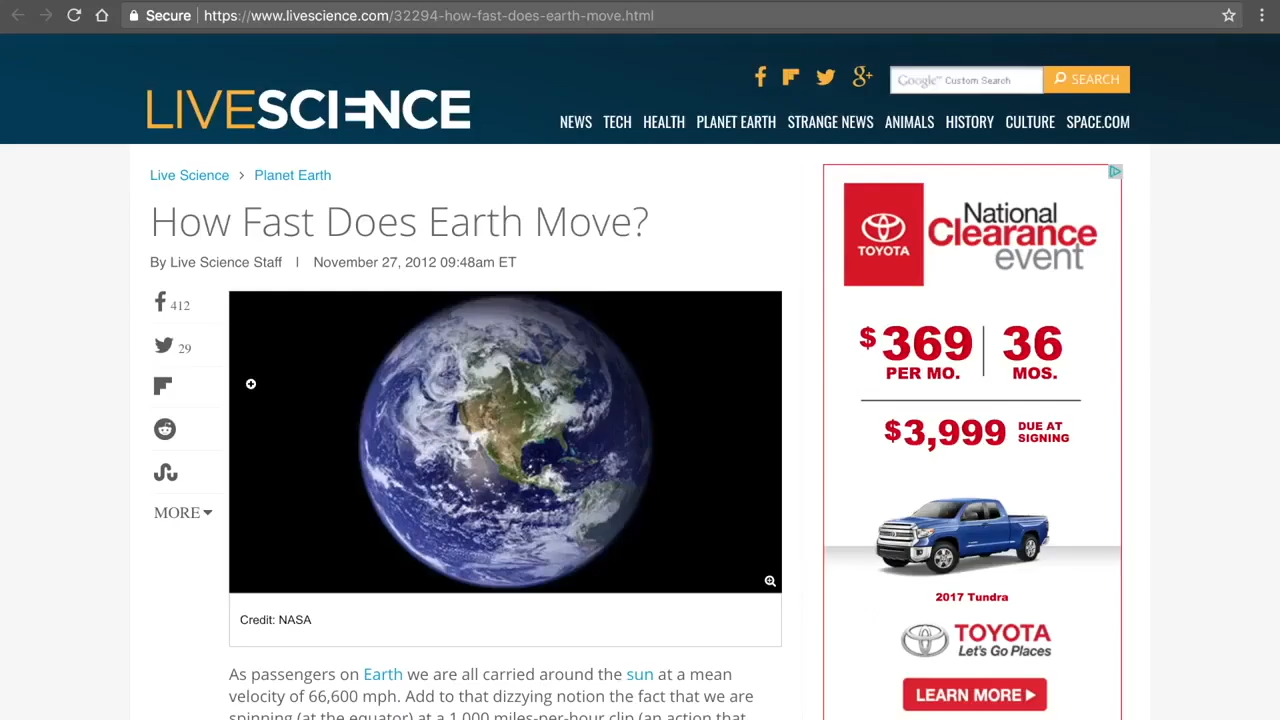 Secure https://www.livescience.com/32294-how-fast-does-earth-move.html
Google™ Custom Search SEARCH
LIVESCIENCE
NEWS TECH HEALTH PLANET EARTH STRANGE NEWS ANIMALS HISTORY CULTURE SPACE.COM
Live Science > Planet Earth
How Fast Does Earth Move?
By Live Science Staff | November 27, 2012 09:48am ET
412
29
MORE
Credit: NASA
As passengers on Earth we are all carried around the sun at a mean
velocity of 66,600 mph. Add to that dizzying notion the fact that we are
spinning (at the equator) at a 1,000 miles-per-hour clip (an action that
TOYOTA
National
Clearance
event
$369 PER MO. | 36 MOS.
$3,999 DUE AT SIGNING
2017 Tundra
TOYOTA
Let's Go Places
LEARN MORE